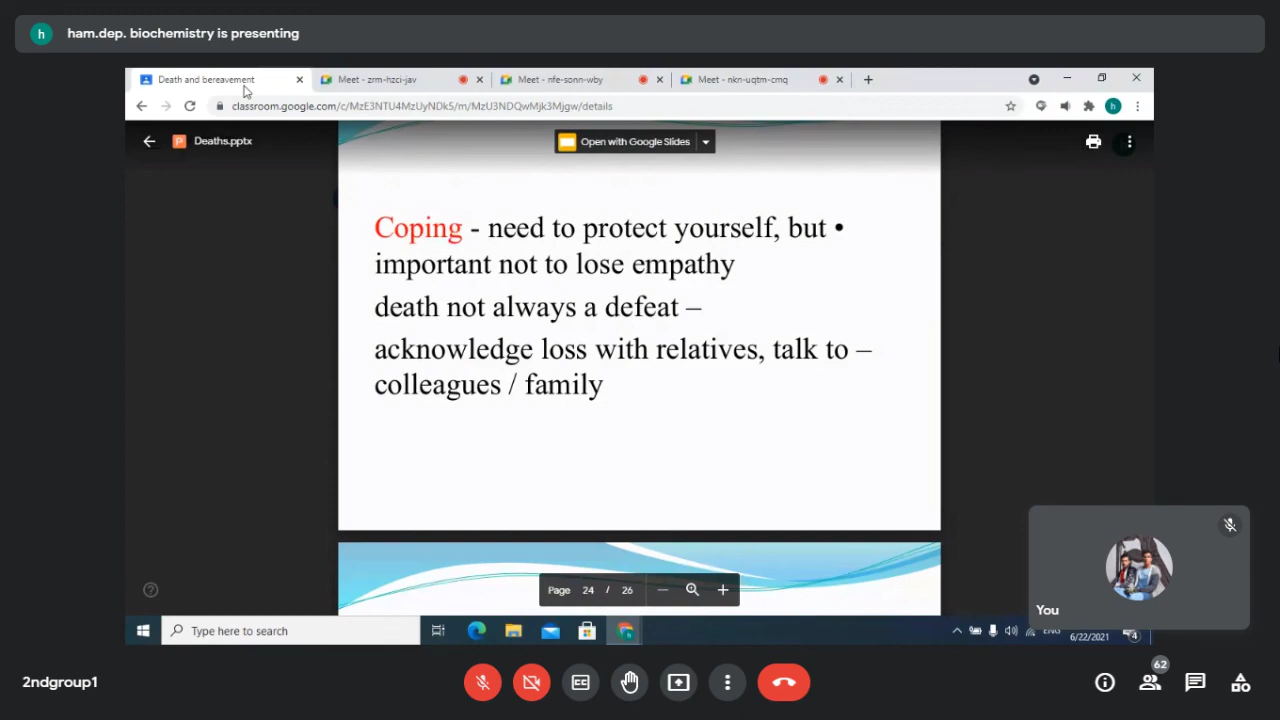 h ham.dep. biochemistry is presenting
Death and bereavement Meet - zrm-hzci-jav Meet - nfe-sonn-wby Meet - nkn-uqtm-cmq
classroom.google.com/c/MzE3NTU4MzUyNDk5/m/MzU3NDQwMjk3Mjgw/details h
P Deaths.pptx Open with Google Slides
Coping - need to protect yourself, but •
important not to lose empathy
death not always a defeat –
acknowledge loss with relatives, talk to –
colleagues / family
Page 24 / 26
You
Type here to search
ENG
6/22/2021 4
2ndgroup1
62